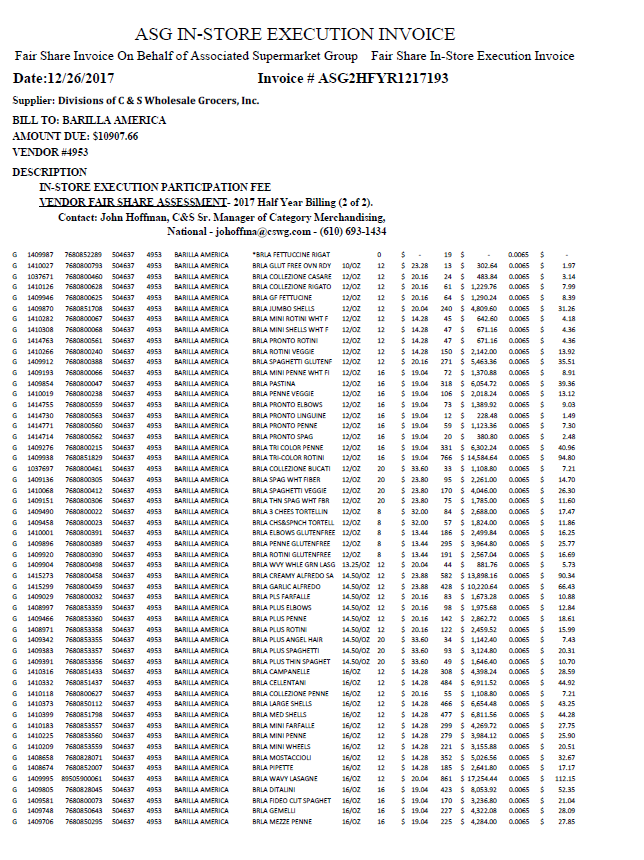 ASG IN-STORE EXECUTION INVOICE
Fair Share Invoice On Behalf of Associated Supermarket Group Fair Share In-Store Execution Invoice
Date:12/26/2017 Invoice # ASG2HFYR1217193
Supplier: Divisions of C & S Wholesale Grocers, Inc.
BILL TO: BARILLA AMERICA
AMOUNT DUE: $10907.66
VENDOR #4953
DESCRIPTION
IN-STORE EXECUTION PARTICIPATION FEE
VENDOR FAIR SHARE ASSESSMENT- 2017 Half Year Billing (2 of 2).
Contact: John Hoffman, C&S Sr. Manager of Category Merchandising,
National - johoffma@cswg.com - (610) 693-1434
G 1409987 7680852289 504637 4953 BARILLA AMERICA *BRLA FETTUCCINE RIGAT 0 $ - 19 $ - 0.0065 $ -
G 1410027 7680800793 504637 4953 BARILLA AMERICA BRLA GLUT FREE OVN RDY 10/OZ 12 $ 23.28 13 $ 302.64 0.0065 $ 1.97
G 1037671 7680800460 504637 4953 BARILLA AMERICA BRLA COLLEZIONE CASARE 12/OZ 12 $ 20.16 24 $ 483.84 0.0065 $ 3.14
G 1410126 7680800628 504637 4953 BARILLA AMERICA BRLA COLLEZIONE RIGATO 12/OZ 12 $ 20.16 61 $ 1,229.76 0.0065 $ 7.99
G 1409946 7680800625 504637 4953 BARILLA AMERICA BRLA GF FETTUCINE 12/OZ 12 $ 20.16 64 $ 1,290.24 0.0065 $ 8.39
G 1409870 7680851708 504637 4953 BARILLA AMERICA BRLA JUMBO SHELLS 12/OZ 12 $ 20.04 240 $ 4,809.60 0.0065 $ 31.26
G 1410282 7680800067 504637 4953 BARILLA AMERICA BRLA MINI ROTINI WHT F 12/OZ 12 $ 14.28 45 $ 642.60 0.0065 $ 4.18
G 1410308 7680800068 504637 4953 BARILLA AMERICA BRLA MINI SHELLS WHT F 12/OZ 12 $ 14.28 47 $ 671.16 0.0065 $ 4.36
G 1414763 7680800561 504637 4953 BARILLA AMERICA BRLA PRONTO ROTINI 12/OZ 12 $ 14.28 47 $ 671.16 0.0065 $ 4.36
G 1410266 7680800240 504637 4953 BARILLA AMERICA BRLA ROTINI VEGGIE 12/OZ 12 $ 14.28 150 $ 2,142.00 0.0065 $ 13.92
G 1409912 7680800388 504637 4953 BARILLA AMERICA BRLA SPAGHETTI GLUTENF 12/OZ 12 $ 20.16 271 $ 5,463.36 0.0065 $ 35.51
G 1409193 7680800066 504637 4953 BARILLA AMERICA BRLA MINI PENNE WHT FI 12/OZ 16 $ 19.04 72 $ 1,370.88 0.0065 $ 8.91
G 1409854 7680800047 504637 4953 BARILLA AMERICA BRLA PASTINA 12/OZ 16 $ 19.04 318 $ 6,054.72 0.0065 $ 39.36
G 1410019 7680800238 504637 4953 BARILLA AMERICA BRLA PENNE VEGGIE 12/OZ 16 $ 19.04 106 $ 2,018.24 0.0065 $ 13.12
G 1414755 7680800559 504637 4953 BARILLA AMERICA BRLA PRONTO ELBOWS 12/OZ 16 $ 19.04 73 $ 1,389.92 0.0065 $ 9.03
G 1414730 7680800563 504637 4953 BARILLA AMERICA BRLA PRONTO LINGUINE 12/OZ 16 $ 19.04 12 $ 228.48 0.0065 $ 1.49
G 1414771 7680800560 504637 4953 BARILLA AMERICA BRLA PRONTO PENNE 12/OZ 16 $ 19.04 59 $ 1,123.36 0.0065 $ 7.30
G 1414714 7680800562 504637 4953 BARILLA AMERICA BRLA PRONTO SPAG 12/OZ 16 $ 19.04 20 $ 380.80 0.0065 $ 2.48
G 1409276 7680800215 504637 4953 BARILLA AMERICA BRLA TRI COLOR PENNE 12/OZ 16 $ 19.04 331 $ 6,302.24 0.0065 $ 40.96
G 1409938 7680851829 504637 4953 BARILLA AMERICA BRLA TRI-COLOR ROTINI 12/OZ 16 $ 19.04 766 $ 14,584.64 0.0065 $ 94.80
G 1037697 7680800461 504637 4953 BARILLA AMERICA BRLA COLLEZIONE BUCATI 12/OZ 20 $ 33.60 33 $ 1,108.80 0.0065 $ 7.21
G 1409136 7680800305 504637 4953 BARILLA AMERICA BRLA SPAG WHT FIBER 12/OZ 20 $ 23.80 95 $ 2,261.00 0.0065 $ 14.70
G 1410068 7680800412 504637 4953 BARILLA AMERICA BRLA SPAGHETTI VEGGIE 12/OZ 20 $ 23.80 170 $ 4,046.00 0.0065 $ 26.30
G 1409151 7680800306 504637 4953 BARILLA AMERICA BRLA THN SPAG WHT FBR 12/OZ 20 $ 23.80 75 $ 1,785.00 0.0065 $ 11.60
G 1409490 7680800022 504637 4953 BARILLA AMERICA BRLA 3 CHEES TORTELLIN 12/OZ 8 $ 32.00 84 $ 2,688.00 0.0065 $ 17.47
G 1409458 7680800023 504637 4953 BARILLA AMERICA BRLA CHS&SPNCH TORTELL 12/OZ 8 $ 32.00 57 $ 1,824.00 0.0065 $ 11.86
G 1410001 7680800391 504637 4953 BARILLA AMERICA BRLA ELBOWS GLUTENFREE 12/OZ 8 $ 13.44 186 $ 2,499.84 0.0065 $ 16.25
G 1409896 7680800389 504637 4953 BARILLA AMERICA BRLA PENNE GLUTENFREE 12/OZ 8 $ 13.44 295 $ 3,964.80 0.0065 $ 25.77
G 1409920 7680800390 504637 4953 BARILLA AMERICA BRLA ROTINI GLUTENFREE 12/OZ 8 $ 13.44 191 $ 2,567.04 0.0065 $ 16.69
G 1409904 7680800498 504637 4953 BARILLA AMERICA BRLA WVY WHLE GRN LASG 13.25/OZ 12 $ 20.04 44 $ 881.76 0.0065 $ 5.73
G 1415273 7680800458 504637 4953 BARILLA AMERICA BRLA CREAMY ALFREDO SA 14.50/OZ 12 $ 23.88 582 $ 13,898.16 0.0065 $ 90.34
G 1415299 7680800459 504637 4953 BARILLA AMERICA BRLA GARLIC ALFREDO 14.50/OZ 12 $ 23.88 428 $ 10,220.64 0.0065 $ 66.43
G 1409029 7680800032 504637 4953 BARILLA AMERICA BRLA PLS FARFALLE 14.50/OZ 12 $ 20.16 83 $ 1,673.28 0.0065 $ 10.88
G 1408997 7680853359 504637 4953 BARILLA AMERICA BRLA PLUS ELBOWS 14.50/OZ 12 $ 20.16 98 $ 1,975.68 0.0065 $ 12.84
G 1409466 7680853360 504637 4953 BARILLA AMERICA BRLA PLUS PENNE 14.50/OZ 12 $ 20.16 142 $ 2,862.72 0.0065 $ 18.61
G 1408971 7680853358 504637 4953 BARILLA AMERICA BRLA PLUS ROTINI 14.50/OZ 12 $ 20.16 122 $ 2,459.52 0.0065 $ 15.99
G 1409342 7680853355 504637 4953 BARILLA AMERICA BRLA PLUS ANGEL HAIR 14.50/OZ 20 $ 33.60 34 $ 1,142.40 0.0065 $ 7.43
G 1409383 7680853357 504637 4953 BARILLA AMERICA BRLA PLUS SPAGHETTI 14.50/OZ 20 $ 33.60 93 $ 3,124.80 0.0065 $ 20.31
G 1409391 7680853356 504637 4953 BARILLA AMERICA BRLA PLUS THIN SPAGHET 14.50/OZ 20 $ 33.60 49 $ 1,646.40 0.0065 $ 10.70
G 1410316 7680851433 504637 4953 BARILLA AMERICA BRLA CAMPANELLE 16/OZ 12 $ 14.28 308 $ 4,398.24 0.0065 $ 28.59
G 1410332 7680851437 504637 4953 BARILLA AMERICA BRLA CELLENTANI 16/OZ 12 $ 14.28 484 $ 6,911.52 0.0065 $ 44.92
G 1410118 7680800627 504637 4953 BARILLA AMERICA BRLA COLLEZIONE PENNE 16/OZ 12 $ 20.16 55 $ 1,108.80 0.0065 $ 7.21
G 1410373 7680850112 504637 4953 BARILLA AMERICA BRLA LARGE SHELLS 16/OZ 12 $ 14.28 466 $ 6,654.48 0.0065 $ 43.25
G 1410399 7680851798 504637 4953 BARILLA AMERICA BRLA MED SHELLS 16/OZ 12 $ 14.28 477 $ 6,811.56 0.0065 $ 44.28
G 1410183 7680853557 504637 4953 BARILLA AMERICA BRLA MINI FARFALLE 16/OZ 12 $ 14.28 299 $ 4,269.72 0.0065 $ 27.75
G 1410225 7680853560 504637 4953 BARILLA AMERICA BRLA MINI PENNE 16/OZ 12 $ 14.28 279 $ 3,984.12 0.0065 $ 25.90
G 1410209 7680853559 504637 4953 BARILLA AMERICA BRLA MINI WHEELS 16/OZ 12 $ 14.28 221 $ 3,155.88 0.0065 $ 20.51
G 1408658 7680828071 504637 4953 BARILLA AMERICA BRLA MOSTACCIOLI 16/OZ 12 $ 14.28 352 $ 5,026.56 0.0065 $ 32.67
G 1408674 7680852007 504637 4953 BARILLA AMERICA BRLA PIPETTE 16/OZ 12 $ 14.28 185 $ 2,641.80 0.0065 $ 17.17
G 1409995 89505900061 504637 4953 BARILLA AMERICA BRLA WAVY LASAGNE 16/OZ 12 $ 20.04 861 $ 17,254.44 0.0065 $ 112.15
G 1409805 7680828045 504637 4953 BARILLA AMERICA BRLA DITALINI 16/OZ 16 $ 19.04 423 $ 8,053.92 0.0065 $ 52.35
G 1409581 7680800073 504637 4953 BARILLA AMERICA BRLA FIDEO CUT SPAGHET 16/OZ 16 $ 19.04 170 $ 3,236.80 0.0065 $ 21.04
G 1409748 7680850643 504637 4953 BARILLA AMERICA BRLA GEMELLI 16/OZ 16 $ 19.04 227 $ 4,322.08 0.0065 $ 28.09
G 1409706 7680850295 504637 4953 BARILLA AMERICA BRLA MEZZE PENNE 16/OZ 16 $ 19.04 225 $ 4,284.00 0.0065 $ 27.85